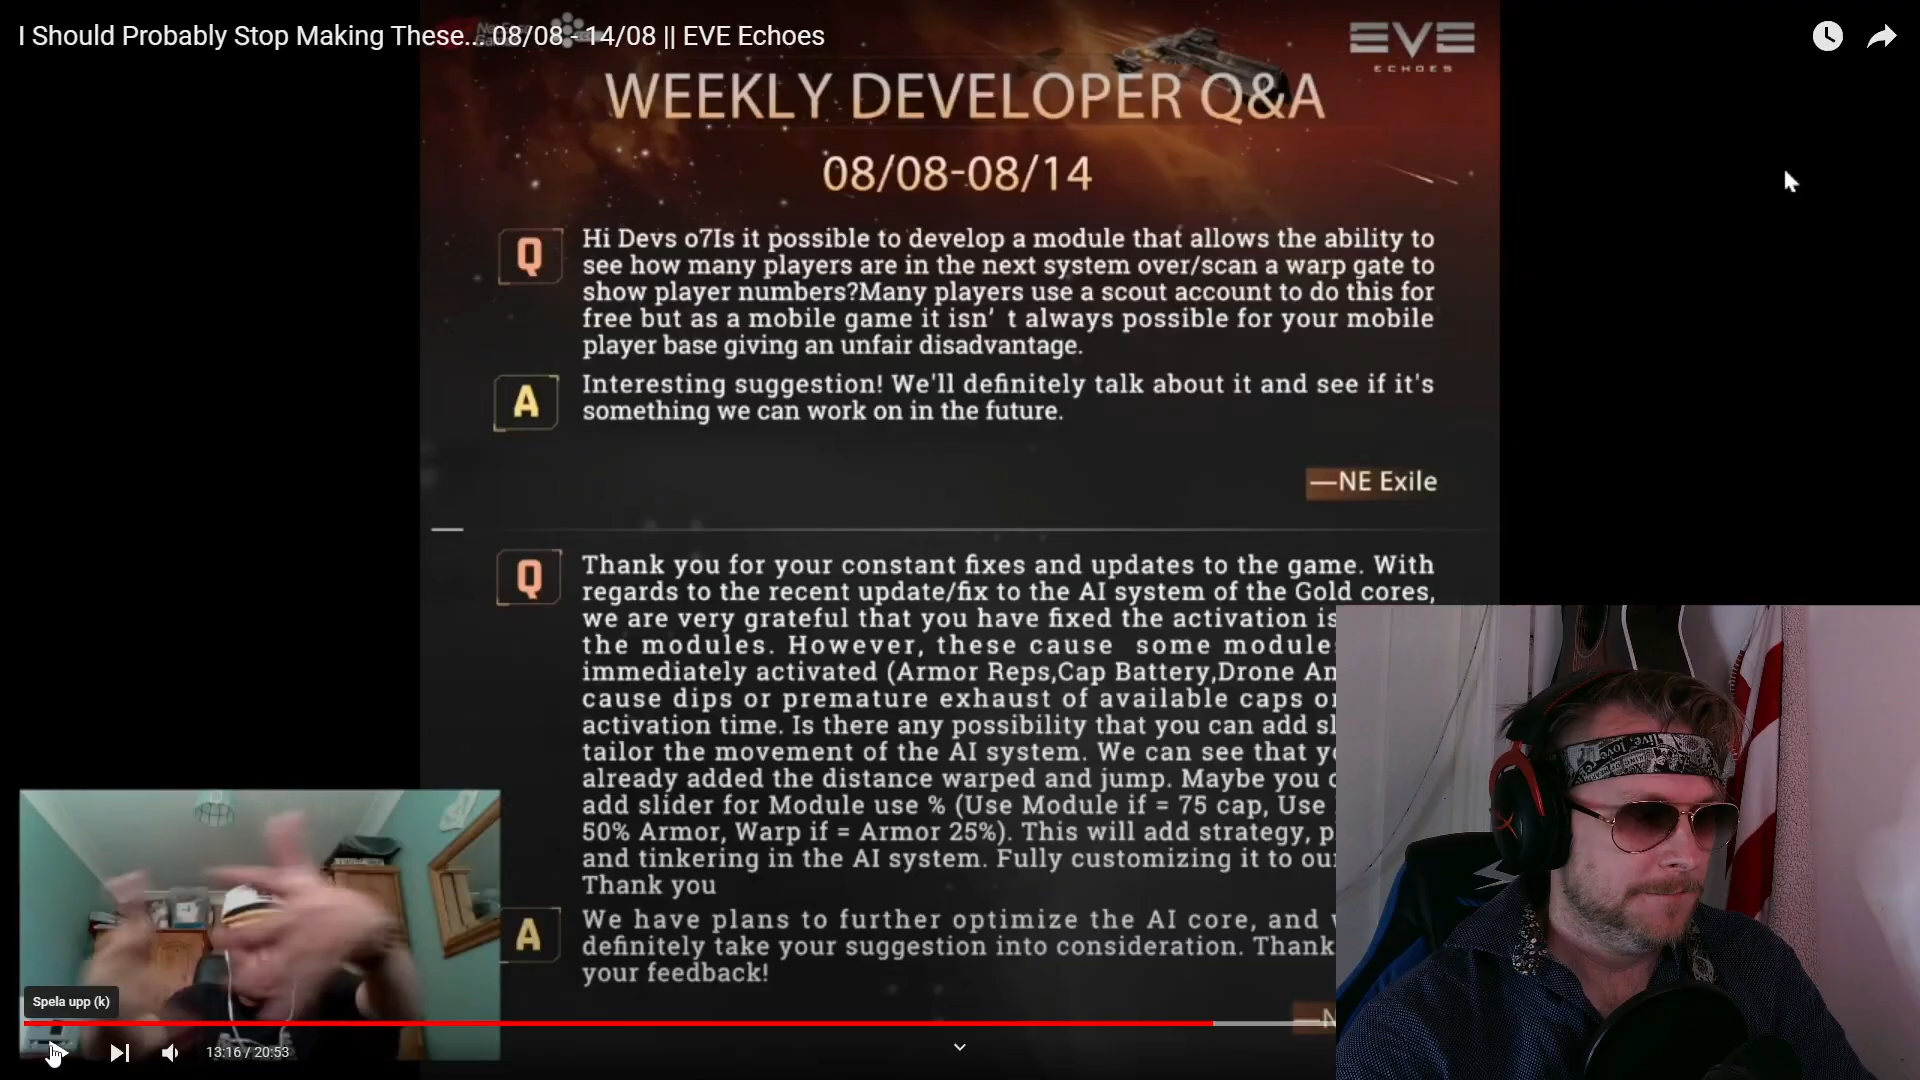 I Should Probably Stop Making These... 08/08 - 14/08 || EVE Echoes
EVE
ECHOES
WEEKLY DEVELOPER Q&A
08/08-08/14
Q
Hi Devs o7Is it possible to develop a module that allows the ability to
see how many players are in the next system over/scan a warp gate to
show player numbers?Many players use a scout account to do this for
free but as a mobile game it isn' t always possible for your mobile
player base giving an unfair disadvantage.
A
Interesting suggestion! We'll definitely talk about it and see if it's
something we can work on in the future.
—NE Exile
Q
Thank you for your constant fixes and updates to the game. With
regards to the recent update/fix to the AI system of the Gold cores,
we are very grateful that you have fixed the activation is
the modules. However, these cause some module
immediately activated (Armor Reps,Cap Battery,Drone Am
cause dips or premature exhaust of available caps or
activation time. Is there any possibility that you can add sl
tailor the movement of the AI system. We can see that yo
already added the distance warped and jump. Maybe you c
add slider for Module use % (Use Module if = 75 cap, Use
50% Armor, Warp if = Armor 25%). This will add strategy, p
and tinkering in the AI system. Fully customizing it to our
Thank you
A
We have plans to further optimize the AI core, and
definitely take your suggestion into consideration. Thank
your feedback!
—N
live, love
Spela upp (k)
13:16 / 20:53